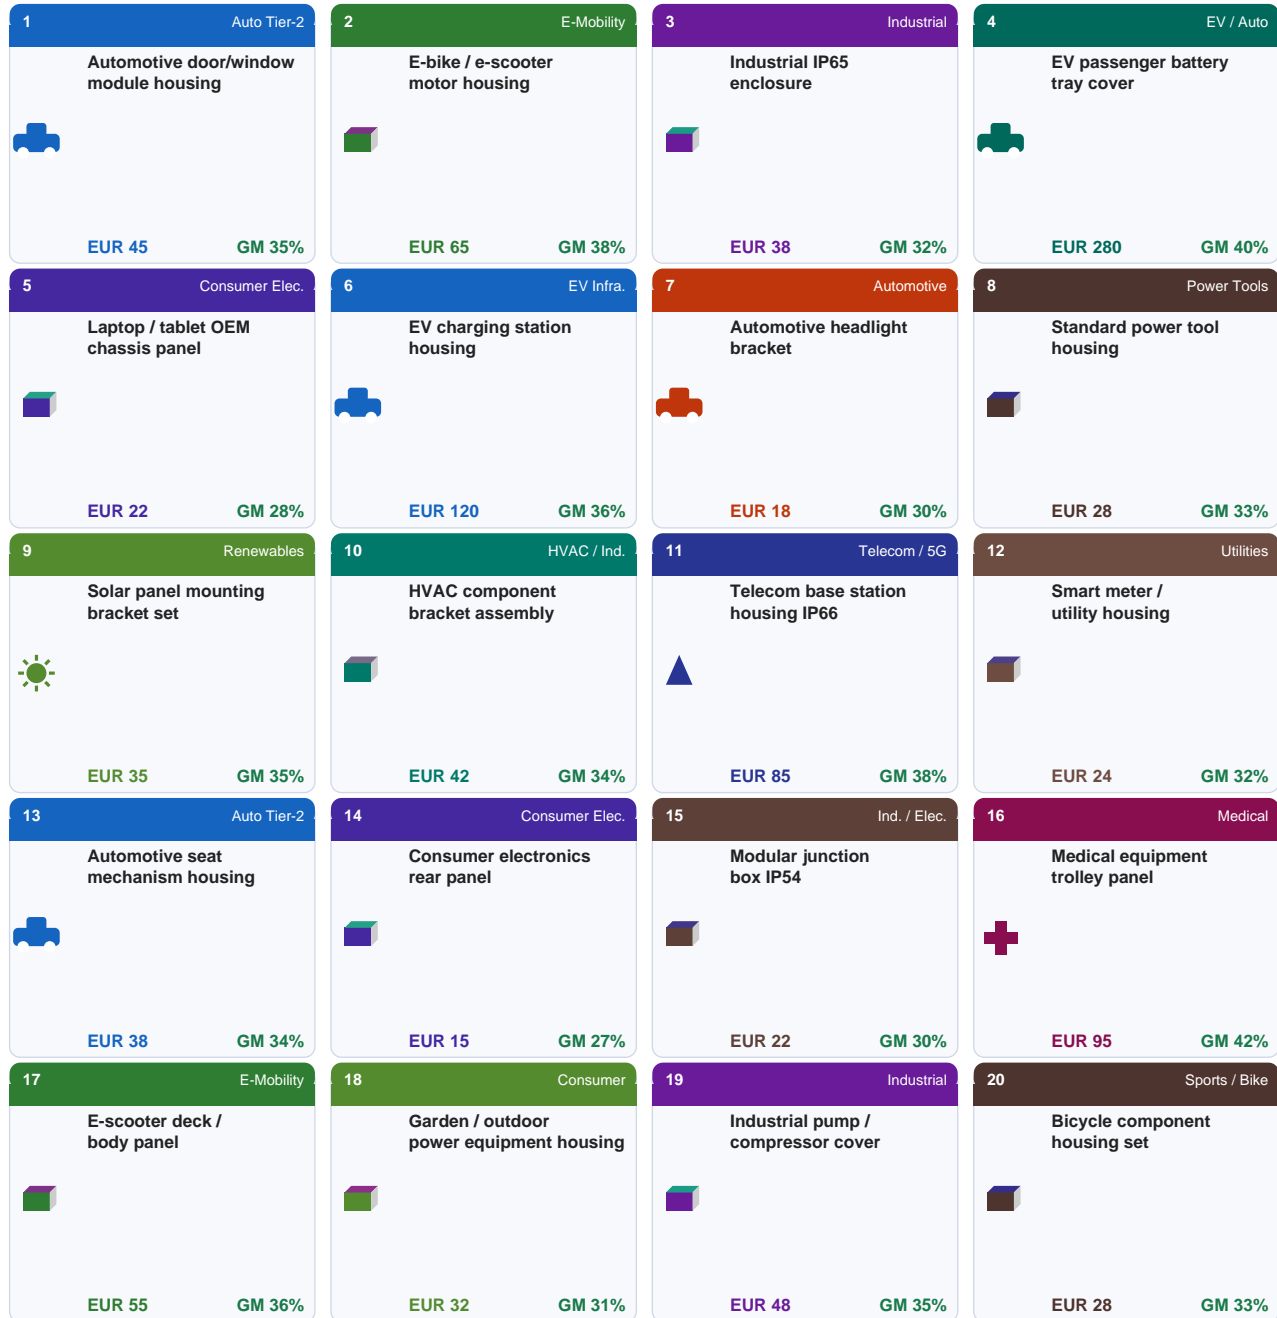 1 Auto Tier-2
Automotive door/window
module housing
EUR 45 GM 35%
2 E-Mobility
E-bike / e-scooter
motor housing
EUR 65 GM 38%
3 Industrial
Industrial IP65
enclosure
EUR 38 GM 32%
4 EV / Auto
EV passenger battery
tray cover
EUR 280 GM 40%
5 Consumer Elec.
Laptop / tablet OEM
chassis panel
EUR 22 GM 28%
6 EV Infra.
EV charging station
housing
EUR 120 GM 36%
7 Automotive
Automotive headlight
bracket
EUR 18 GM 30%
8 Power Tools
Standard power tool
housing
EUR 28 GM 33%
9 Renewables
Solar panel mounting
bracket set
EUR 35 GM 35%
10 HVAC / Ind.
HVAC component
bracket assembly
EUR 42 GM 34%
11 Telecom / 5G
Telecom base station
housing IP66
EUR 85 GM 38%
12 Utilities
Smart meter /
utility housing
EUR 24 GM 32%
13 Auto Tier-2
Automotive seat
mechanism housing
EUR 38 GM 34%
14 Consumer Elec.
Consumer electronics
rear panel
EUR 15 GM 27%
15 Ind. / Elec.
Modular junction
box IP54
EUR 22 GM 30%
16 Medical
Medical equipment
trolley panel
EUR 95 GM 42%
17 E-Mobility
E-scooter deck /
body panel
EUR 55 GM 36%
18 Consumer
Garden / outdoor
power equipment housing
EUR 32 GM 31%
19 Industrial
Industrial pump /
compressor cover
EUR 48 GM 35%
20 Sports / Bike
Bicycle component
housing set
EUR 28 GM 33%